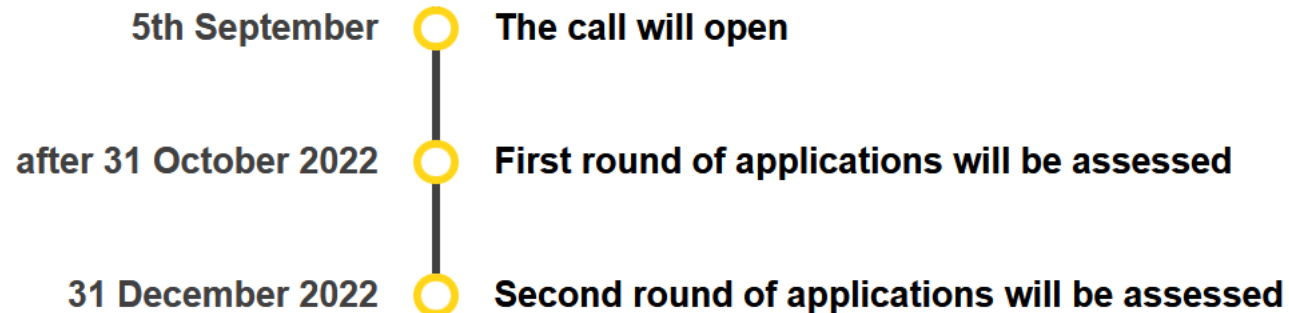 5th September The call will open
after 31 October 2022 First round of applications will be assessed
31 December 2022 Second round of applications will be assessed